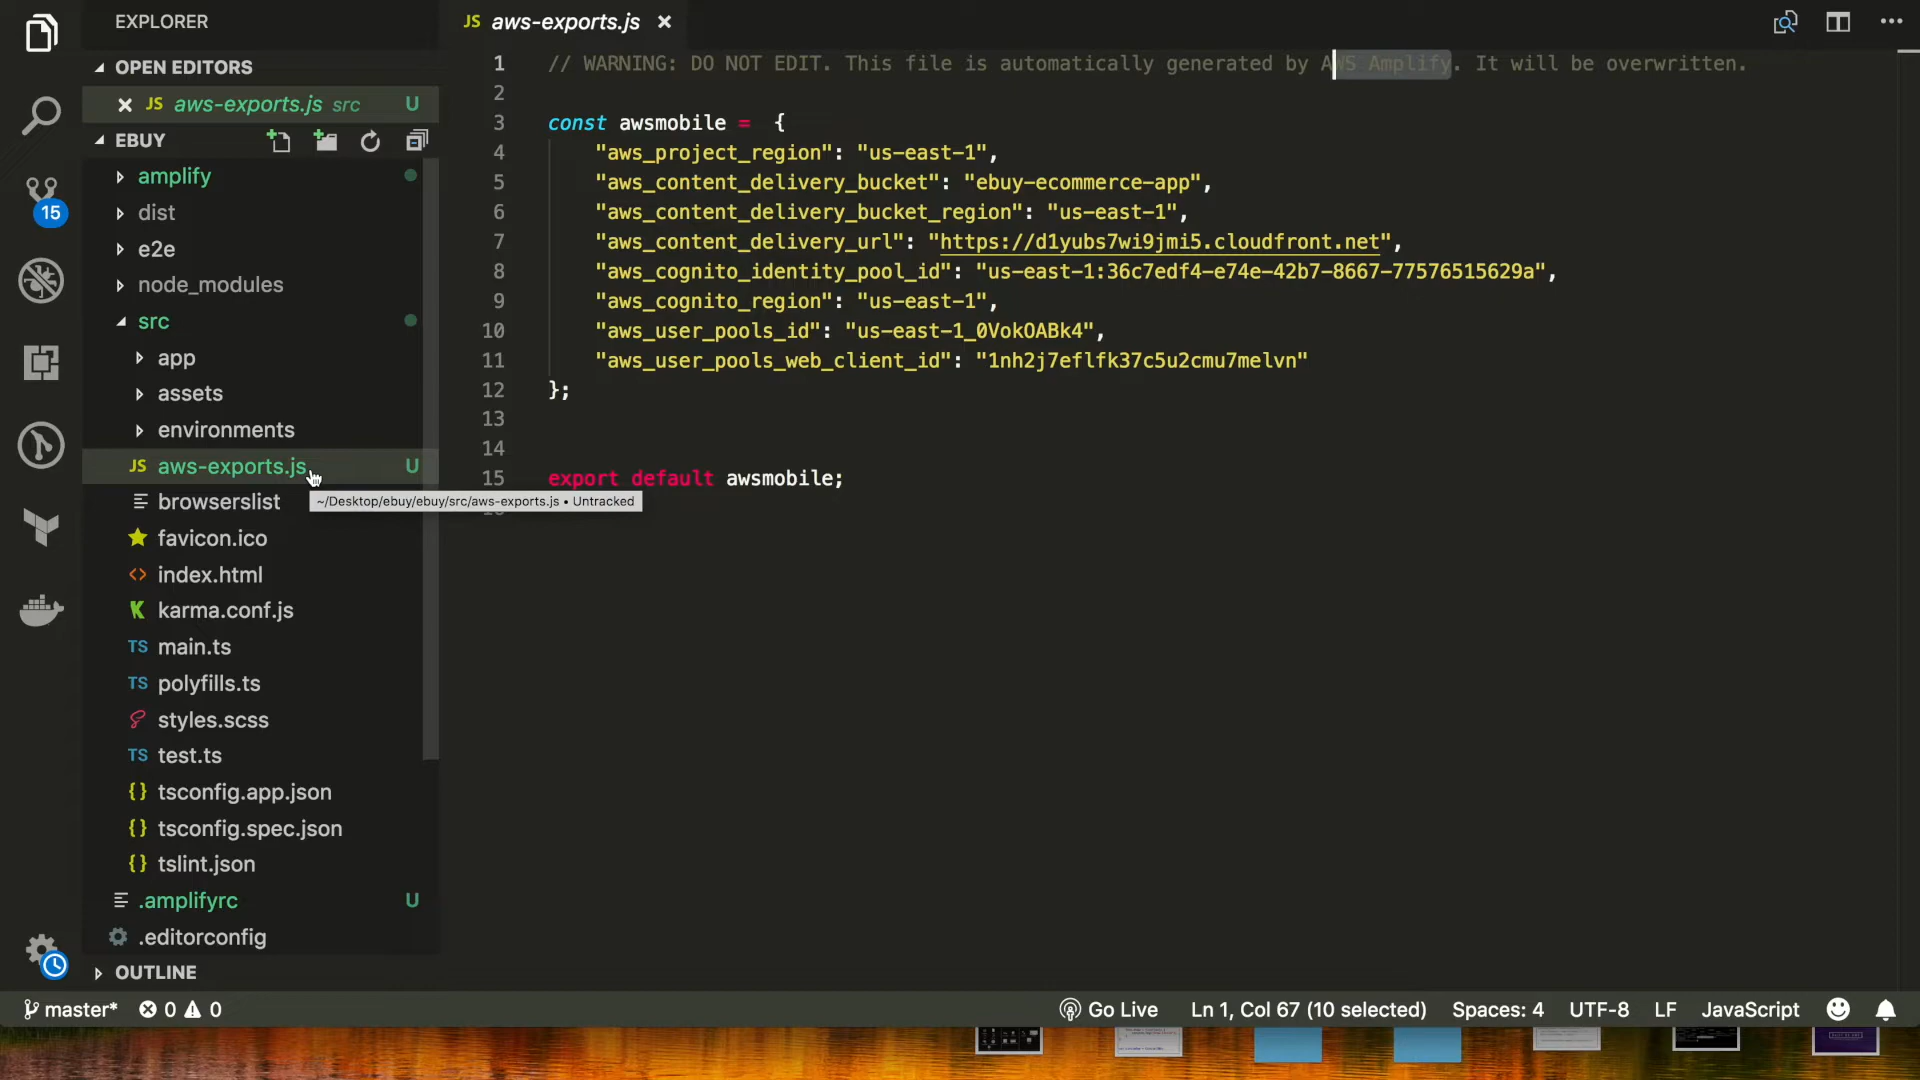 EXPLORER
OPEN EDITORS
JS aws-exports.js src U
EBUY
amplify
dist
e2e
node_modules
src
app
assets
environments
JS aws-exports.js U
browserslist
favicon.ico
<> index.html
K karma.conf.js
TS main.ts
TS polyfills.ts
styles.scss
TS test.ts
{} tsconfig.app.json
{} tsconfig.spec.json
{} tslint.json
.amplifyrc U
.editorconfig
OUTLINE
15
JS aws-exports.js
1 // WARNING: DO NOT EDIT. This file is automatically generated by AWS Amplify. It will be overwritten.
2
3 const awsmobile = {
4 "aws_project_region": "us-east-1",
5 "aws_content_delivery_bucket": "ebuy-ecommerce-app",
6 "aws_content_delivery_bucket_region": "us-east-1",
7 "aws_content_delivery_url": "https://d1yubs7wi9jmi5.cloudfront.net",
8 "aws_cognito_identity_pool_id": "us-east-1:36c7edf4-e74e-42b7-8667-77576515629a",
9 "aws_cognito_region": "us-east-1",
10 "aws_user_pools_id": "us-east-1_0VokOABk4",
11 "aws_user_pools_web_client_id": "1nh2j7eflfk37c5u2cmu7melvn"
12 };
13
14
15 export default awsmobile;
~/Desktop/ebuy/ebuy/src/aws-exports.js • Untracked
master* 0 0 Go Live Ln 1, Col 67 (10 selected) Spaces: 4 UTF-8 LF JavaScript